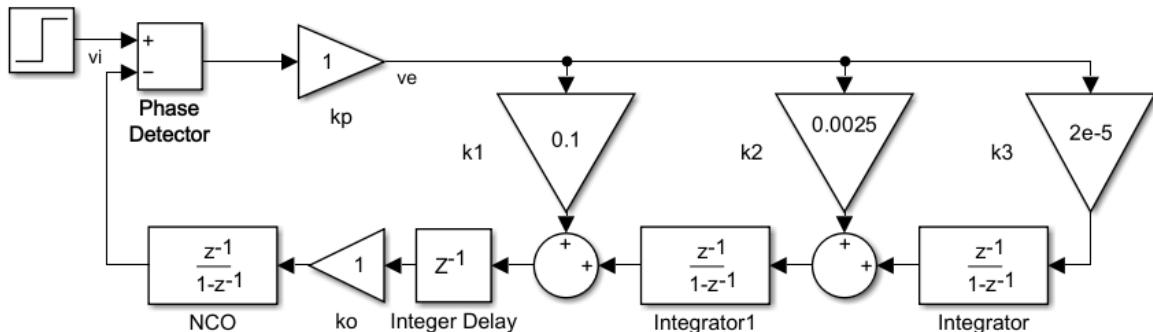 vi
+
−
Phase
Detector
1
kp
ve
k1
0.1
k2
0.0025
k3
2e-5
z-1
1-z-1
NCO
1
ko
Z-1
Integer Delay
+
+
z-1
1-z-1
Integrator1
+
+
z-1
1-z-1
Integrator